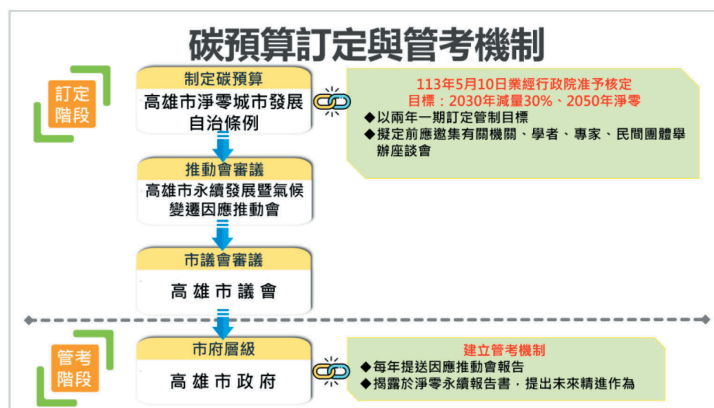 碳預算訂定與管考機制
訂定
階段
制定碳預算
高雄市淨零城市發展
自治條例
113年5月10日業經行政院准予核定
目標：2030年減量30%、2050年淨零
◆以兩年一期訂定管制目標
◆擬定前應邀集有關機關、學者、專家、民間團體舉
辦座談會
推動會審議
高雄市永續發展暨氣候
變遷因應推動會
市議會審議
高雄市議會
管考
階段
市府層級
高雄市政府
建立管考機制
◆每年提送因應推動會報告
◆揭露於淨零永續報告書，提出未來精進作為